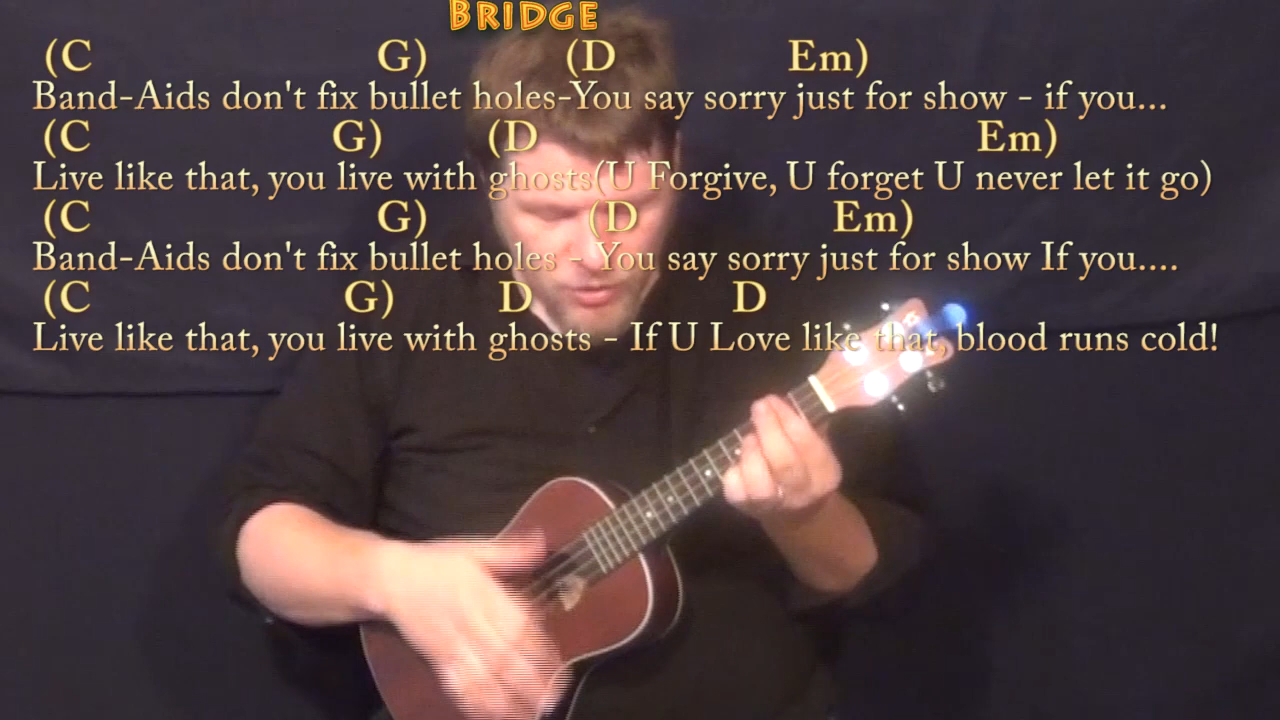 BRIDGE
(C G) (D Em)
Band-Aids don't fix bullet holes-You say sorry just for show - if you...
(C G) (D Em)
Live like that, you live with ghosts(U Forgive, U forget U never let it go)
(C G) (D Em)
Band-Aids don't fix bullet holes - You say sorry just for show If you....
(C G) D D
Live like that, you live with ghosts - If U Love like that, blood runs cold!